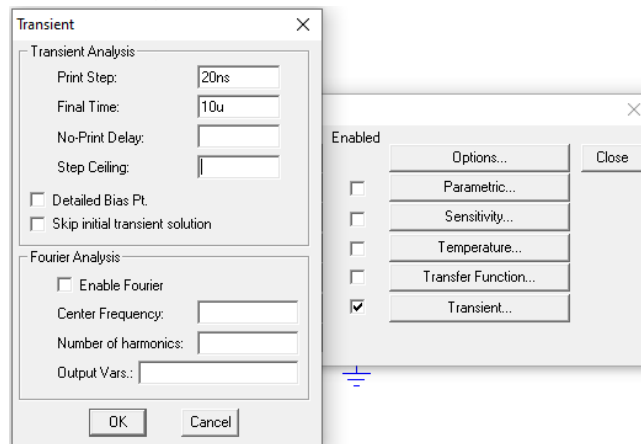 Transient
Transient Analysis
Print Step: 20ns
Final Time: 10u
No-Print Delay:
Step Ceiling:
Detailed Bias Pt.
Skip initial transient solution
Fourier Analysis
Enable Fourier
Center Frequency:
Number of harmonics:
Output Vars.:
OK Cancel
Enabled
Options... Close
Parametric...
Sensitivity...
Temperature...
Transfer Function...
Transient...